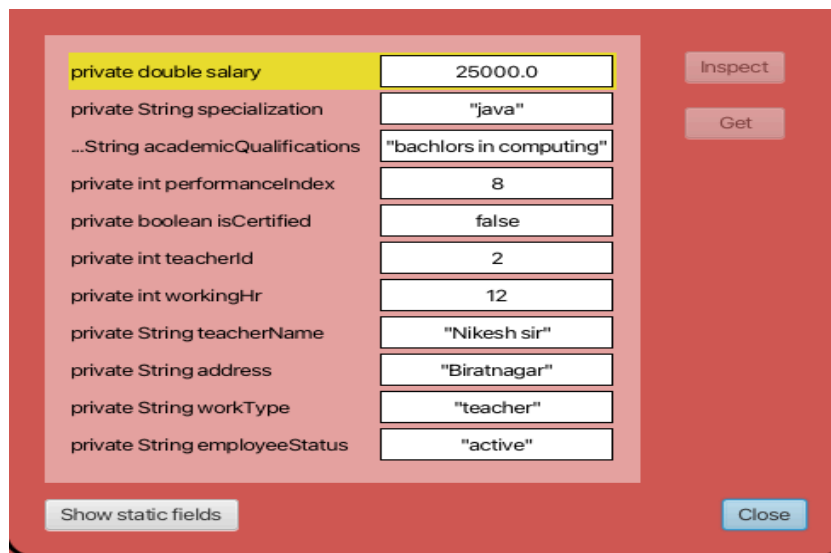 private double salary 25000.0 Inspect
private String specialization "java" Get
...String academicQualifications "bachlors in computing"
private int performanceIndex 8
private boolean isCertified false
private int teacherId 2
private int workingHr 12
private String teacherName "Nikesh sir"
private String address "Biratnagar"
private String workType "teacher"
private String employeeStatus "active"
Show static fields Close